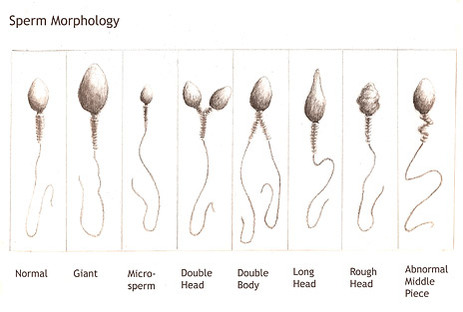 Sperm Morphology
Normal
Giant
Micro-
sperm
Double
Head
Double
Body
Long
Head
Rough
Head
Abnormal
Middle
Piece